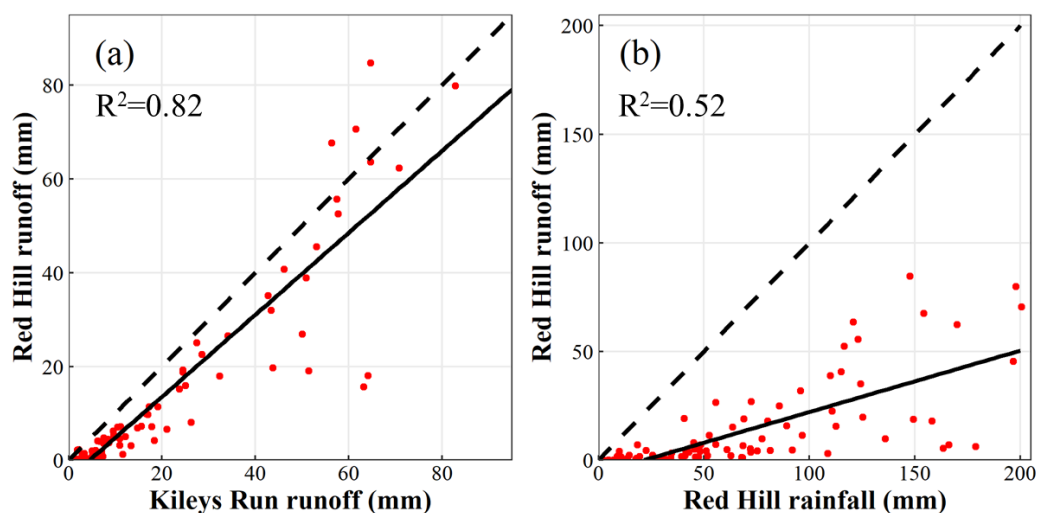 (a)
R²=0.82
80
60
40
20
0
0
20
40
60
80
Red Hill runoff (mm)
Kileys Run runoff (mm)
(b)
R²=0.52
200
150
100
50
0
0
50
100
150
200
Red Hill runoff (mm)
Red Hill rainfall (mm)